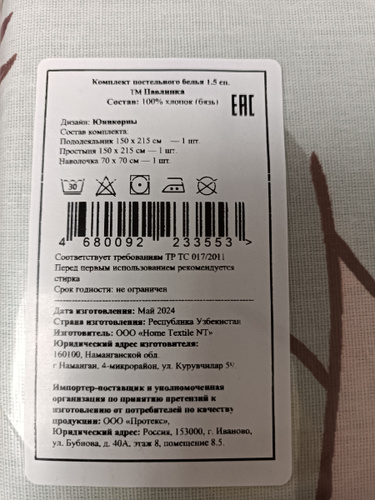 Комплект постельного белья 1.5 сп.
ТМ Павлинка
Состав: 100% хлопок (бязь)
ЕАС
Дизайн: Юникорны
Состав комплекта:
Пододеяльник 150 х 215 см — 1 шт.
Простыня 150 х 215 см — 1 шт.
Наволочка 70 х 70 см — 1 шт.
30
4 680092 233553 >
Соответствует требованиям ТР ТС 017/2011
Перед первым использованием рекомендуется
стирка
Срок годности: не ограничен
Дата изготовления: Май 2024
Страна изготовления: Республика Узбекистан
Изготовитель: ООО «Home Textile NT»
Юридический адрес изготовителя:
160100, Наманганской обл.
г Наманган, 4-микрорайон, ул. Курувчилар
Импортер-поставщик и уполномоченная
организация по принятию претензий к
изготовлению от потребителей по качеству
продукции: ООО «Протекс»,
Юридический адрес: Россия, 153000, г. Иваново,
ул. Бубнова, д. 40А, этаж 8, помещение 8.5.